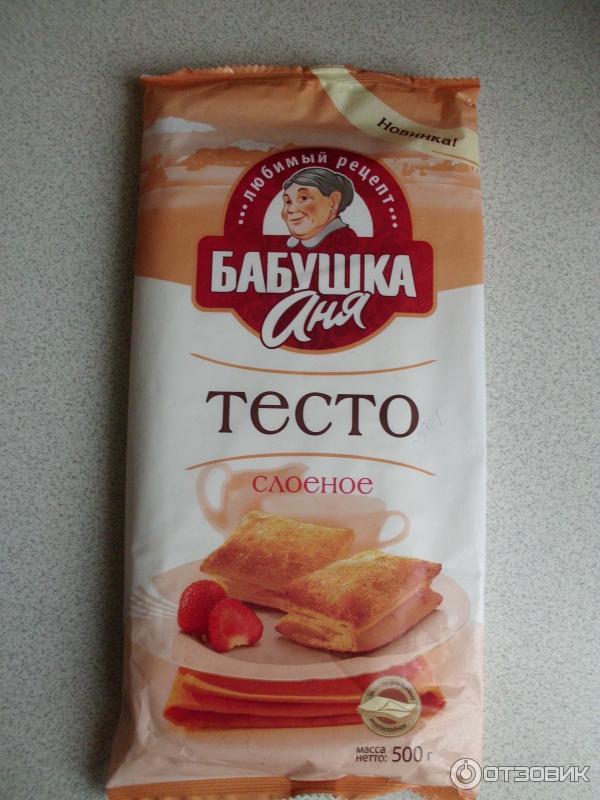 Новинка!
...любимый рецепт...
БАБУШКА
Аня
тесто
слоеное
масса
нетто: 500 г
ОТЗОВИК